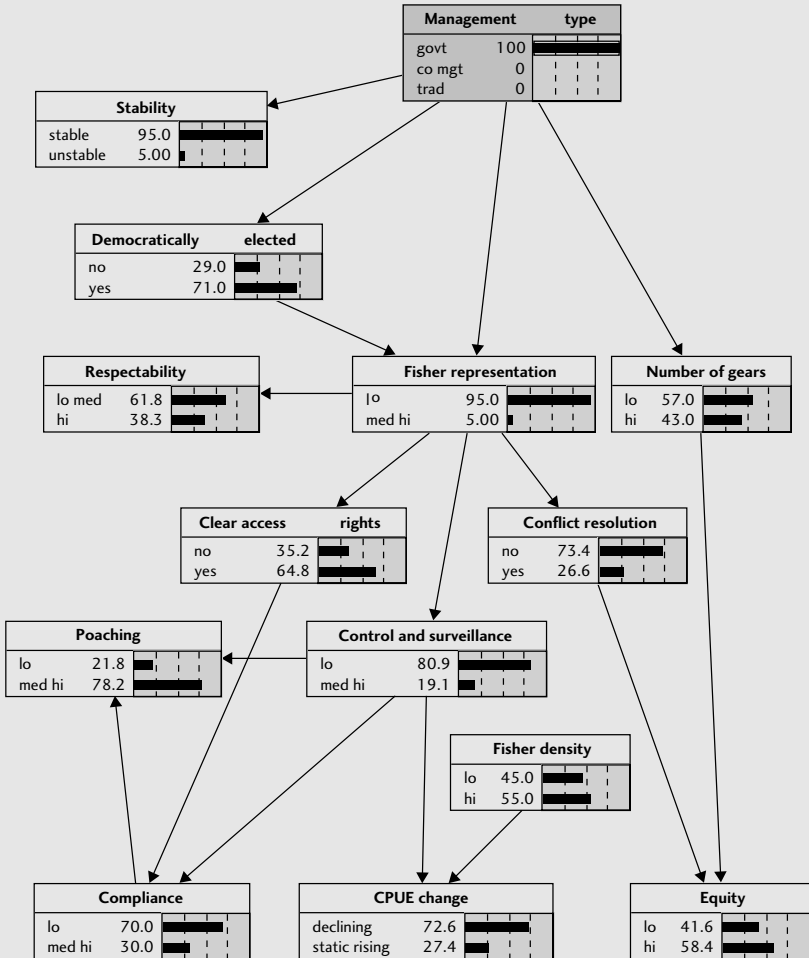 Management type
govt 100
co mgt 0
trad 0
Stability
stable 95.0
unstable 5.00
Democratically elected
no 29.0
yes 71.0
Respectability
lo med 61.8
hi 38.3
Fisher representation
lo 95.0
med hi 5.00
Number of gears
lo 57.0
hi 43.0
Clear access rights
no 35.2
yes 64.8
Conflict resolution
no 73.4
yes 26.6
Poaching
lo 21.8
med hi 78.2
Control and surveillance
lo 80.9
med hi 19.1
Fisher density
lo 45.0
hi 55.0
Compliance
lo 70.0
med hi 30.0
CPUE change
declining 72.6
static rising 27.4
Equity
lo 41.6
hi 58.4